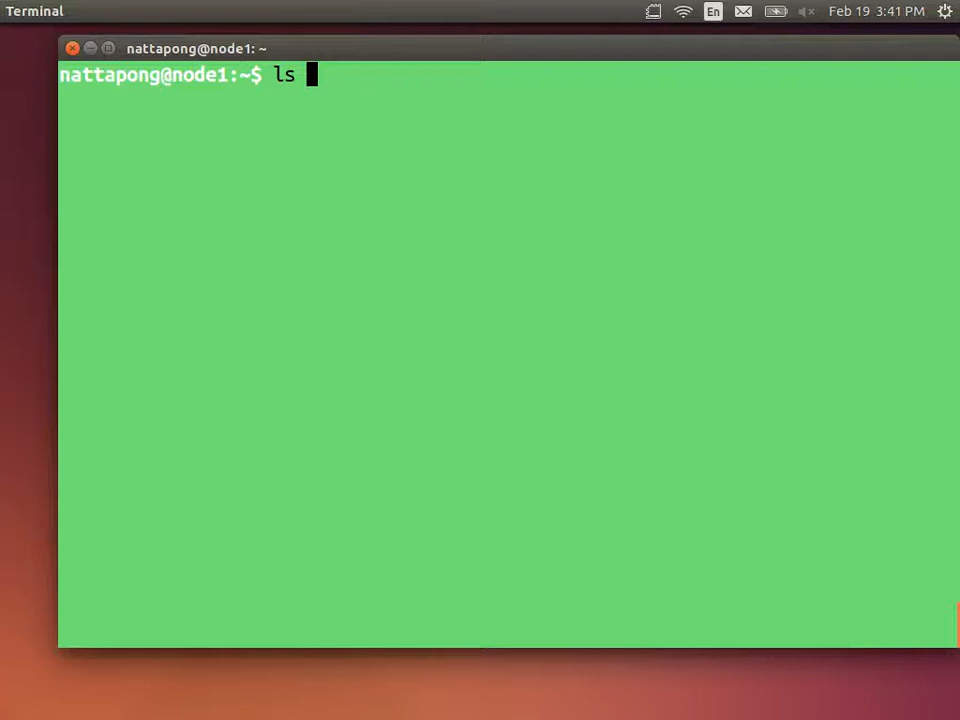 Terminal
En
Feb 19 3:41 PM
nattapong@node1: ~
nattapong@node1:~$ ls